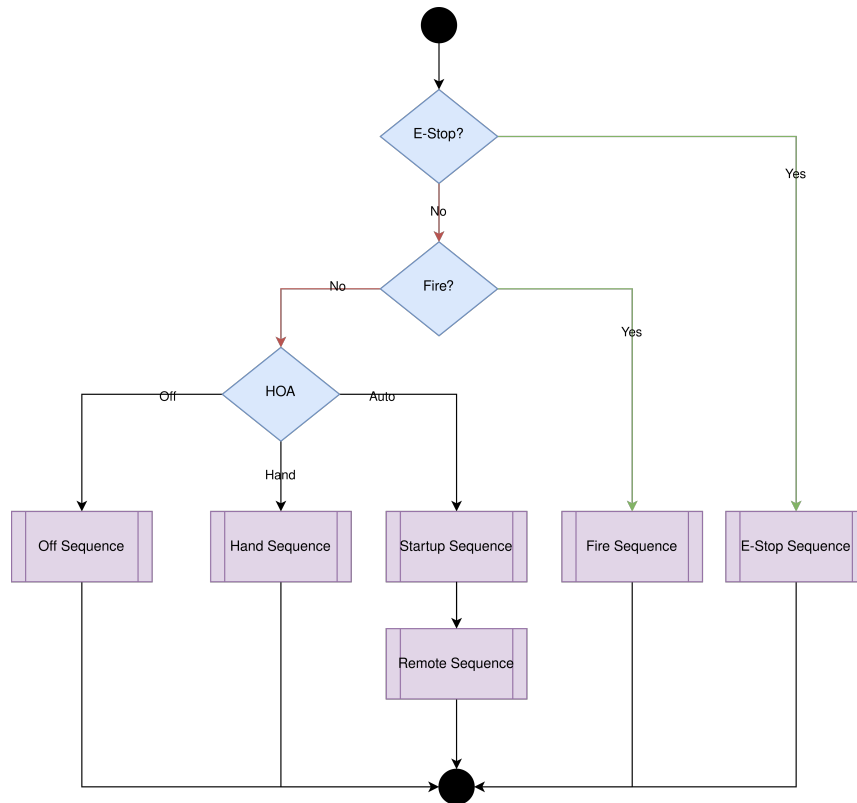 E-Stop?
Yes
No
Fire?
No
Yes
HOA
Off
Auto
Hand
Off Sequence
Hand Sequence
Startup Sequence
Fire Sequence
E-Stop Sequence
Remote Sequence